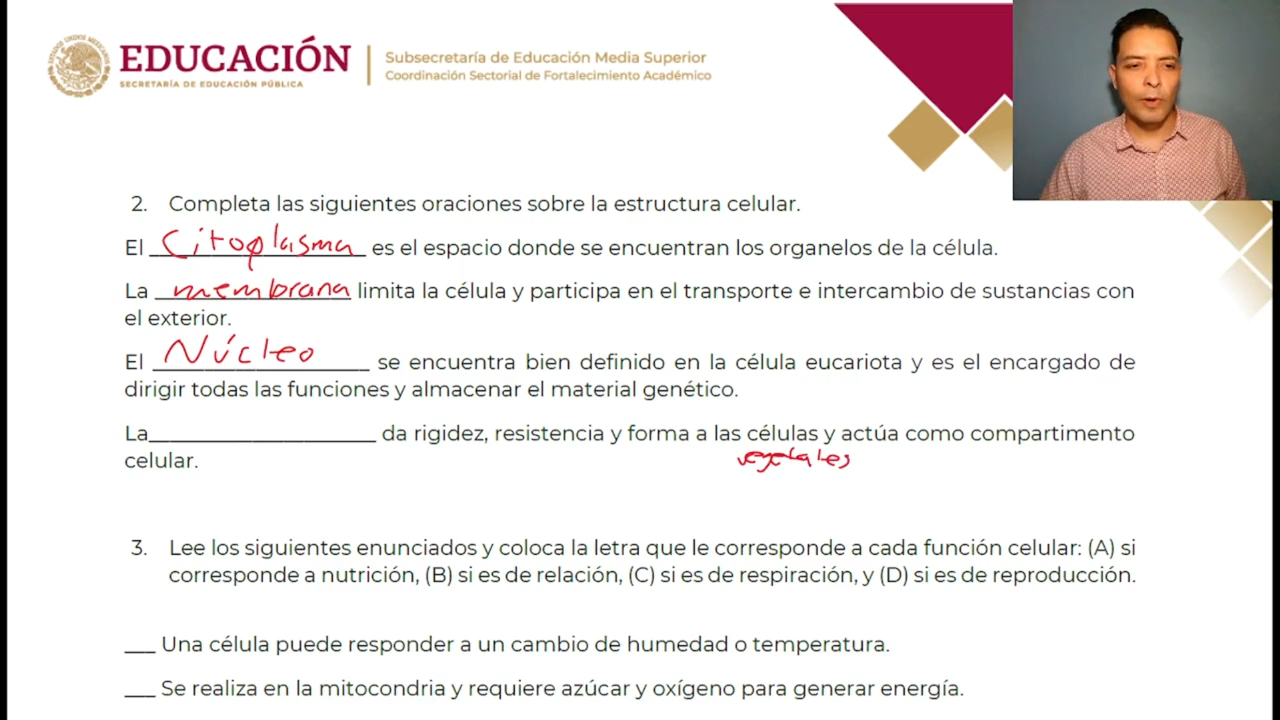 EDUCACIÓN
SECRETARÍA DE EDUCACIÓN PÚBLICA
Subsecretaría de Educación Media Superior
Coordinación Sectorial de Fortalecimiento Académico
2. Completa las siguientes oraciones sobre la estructura celular.
El Citoplasma es el espacio donde se encuentran los organelos de la célula.
La membrana limita la célula y participa en el transporte e intercambio de sustancias con
el exterior.
El Núcleo se encuentra bien definido en la célula eucariota y es el encargado de
dirigir todas las funciones y almacenar el material genético.
La____________________ da rigidez, resistencia y forma a las células y actúa como compartimento
vegetales
celular.
3. Lee los siguientes enunciados y coloca la letra que le corresponde a cada función celular: (A) si
corresponde a nutrición, (B) si es de relación, (C) si es de respiración, y (D) si es de reproducción.
___ Una célula puede responder a un cambio de humedad o temperatura.
___ Se realiza en la mitocondria y requiere azúcar y oxígeno para generar energía.